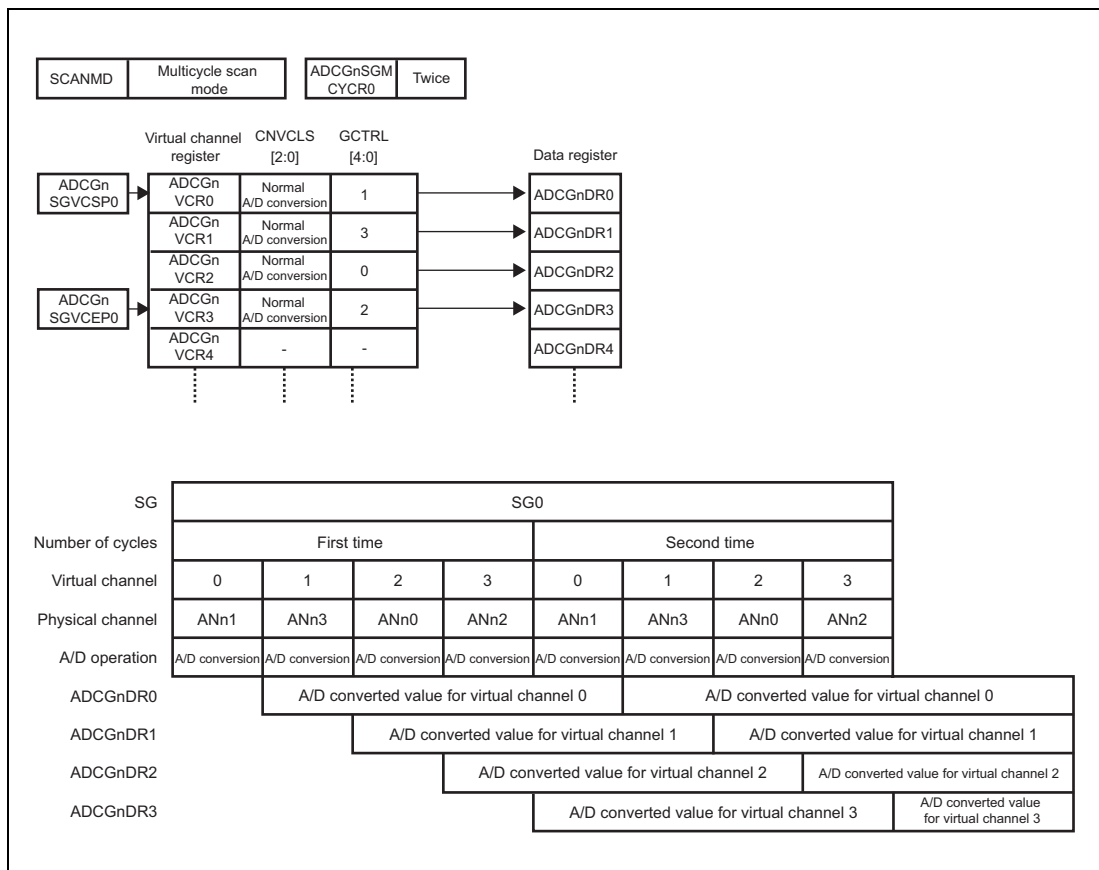 SCANMD Multicycle scan mode ADCGnSGM CYCR0 Twice
Virtual channel register CNVCLS [2:0] GCTRL [4:0] Data register
ADCGn SGVCSP0 ADCGn VCR0 Normal A/D conversion 1 ADCGnDR0
ADCGn VCR1 Normal A/D conversion 3 ADCGnDR1
ADCGn VCR2 Normal A/D conversion 0 ADCGnDR2
ADCGn SGVCEP0 ADCGn VCR3 Normal A/D conversion 2 ADCGnDR3
ADCGn VCR4 - - ADCGnDR4
SG SG0
Number of cycles First time Second time
Virtual channel 0 1 2 3 0 1 2 3
Physical channel ANn1 ANn3 ANn0 ANn2 ANn1 ANn3 ANn0 ANn2
A/D operation A/D conversion A/D conversion A/D conversion A/D conversion A/D conversion A/D conversion A/D conversion A/D conversion
ADCGnDR0 A/D converted value for virtual channel 0 A/D converted value for virtual channel 0
ADCGnDR1 A/D converted value for virtual channel 1 A/D converted value for virtual channel 1
ADCGnDR2 A/D converted value for virtual channel 2 A/D converted value for virtual channel 2
ADCGnDR3 A/D converted value for virtual channel 3 A/D converted value for virtual channel 3